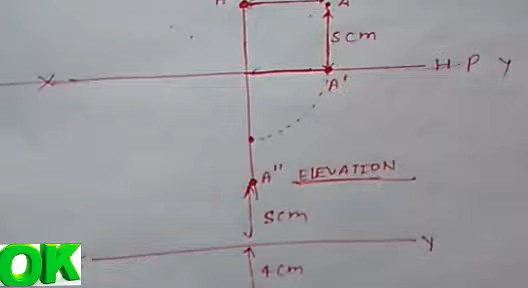 A
5cm
X H-P Y
A'
A" ELEVATION
5cm
Y
4cm
OK